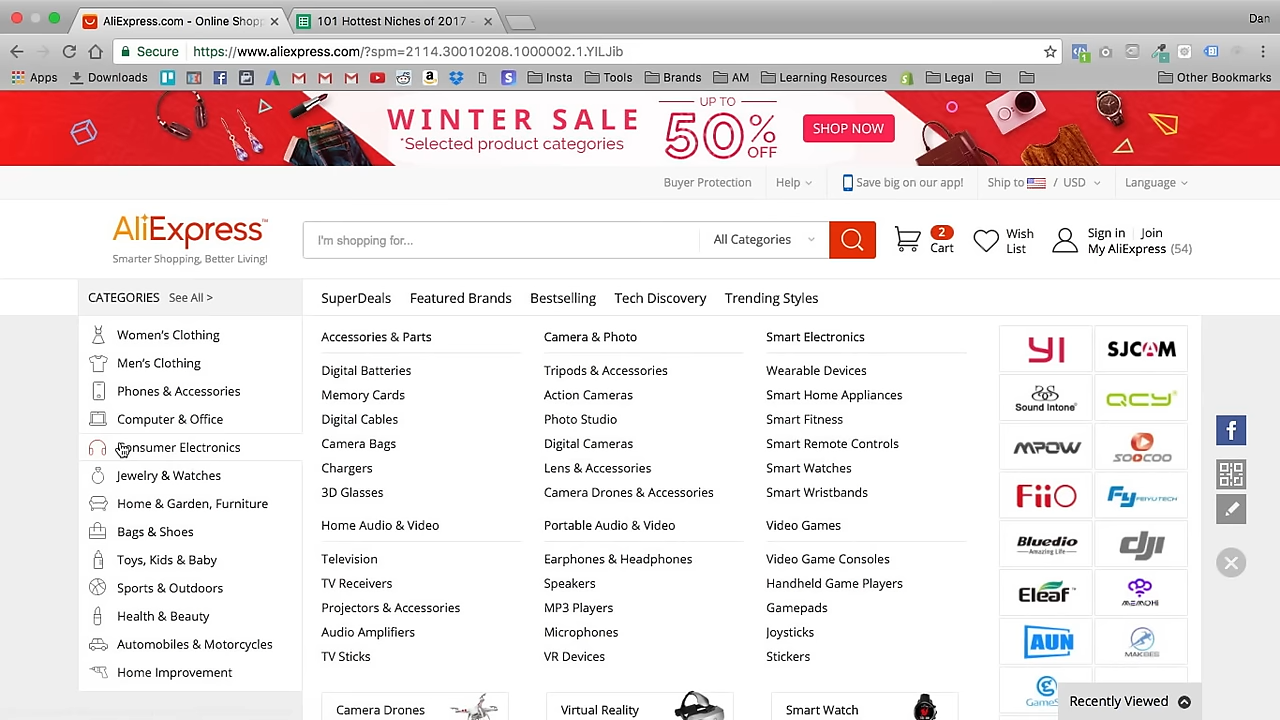 AliExpress.com - Online Shopp
101 Hottest Niches of 2017 -
Dan
Secure
https://www.aliexpress.com/?spm=2114.30010208.1000002.1.YILJib
Apps
Downloads
Insta
Tools
Brands
AM
Learning Resourc
Legal
Other Bookmarks
WINTER SALE
*Selected product categories
UP TO
50%
OFF
SHOP NOW
Buyer Protection
Help
Save big on our app!
Ship to / USD
Language
AliExpress™
Smarter Shopping, Better Living!
I'm shopping for...
All Categories
2
Cart
Wish
List
Sign in
Join
My AliExpress (54)
CATEGORIES See All >
SuperDeals
Featured Brands
Bestselling
Tech Discovery
Trending Styles
Women's Clothing
Men's Clothing
Phones & Accessories
Computer & Office
Consumer Electronics
Jewelry & Watches
Home & Garden, Furniture
Bags & Shoes
Toys, Kids & Baby
Sports & Outdoors
Health & Beauty
Automobiles & Motorcycles
Home Improvement
Accessories & Parts
Digital Batteries
Memory Cards
Digital Cables
Camera Bags
Chargers
3D Glasses
Camera & Photo
Tripods & Accessories
Action Cameras
Photo Studio
Digital Cameras
Lens & Accessories
Camera Drones & Accessories
Smart Electronics
Wearable Devices
Smart Home Appliances
Smart Fitness
Smart Remote Controls
Smart Watches
Smart Wristbands
Home Audio & Video
Television
TV Receivers
Projectors & Accessories
Audio Amplifiers
TV Sticks
Portable Audio & Video
Earphones & Headphones
Speakers
MP3 Players
Microphones
VR Devices
Video Games
Video Game Consoles
Handheld Game Players
Gamepads
Joysticks
Stickers
Camera Drones
Virtual Reality
Smart Watch
YI
SJCAM
Sound Intone
QCY
MPOW
SOOCOO
FiiO
Fy FEIYUTECH
Bluedio
Amazing Life
dji
Eleaf
MEMOHI
AUN
MAKIBES
GameS
Recently Viewed